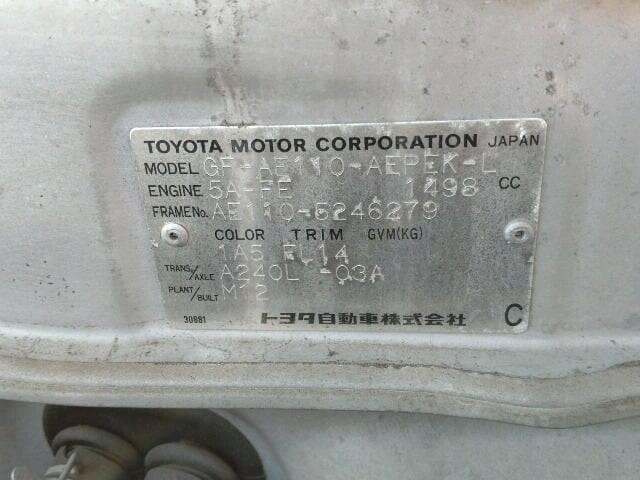 TOYOTA MOTOR CORPORATION JAPAN
MODEL GF-AE110-AEPEK-L
ENGINE 5A-FE 1498 CC
FRAME No. AE110-5246279
COLOR TRIM GVM(KG)
1A5 FL14
TRANS./AXLE A240L -03A
PLANT/BUILT M12
30881 トヨタ自動車株式会社 C